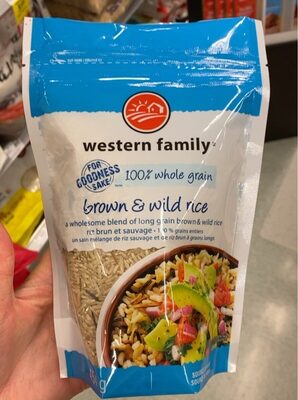 western family
FOR
GOODNESS
SAKE
100% whole grain
brown & wild rice
a wholesome blend of long grain brown & wild rice
riz brun et sauvage • 100 % grains entiers
un sain mélange de riz sauvage et de riz brun à grains longs